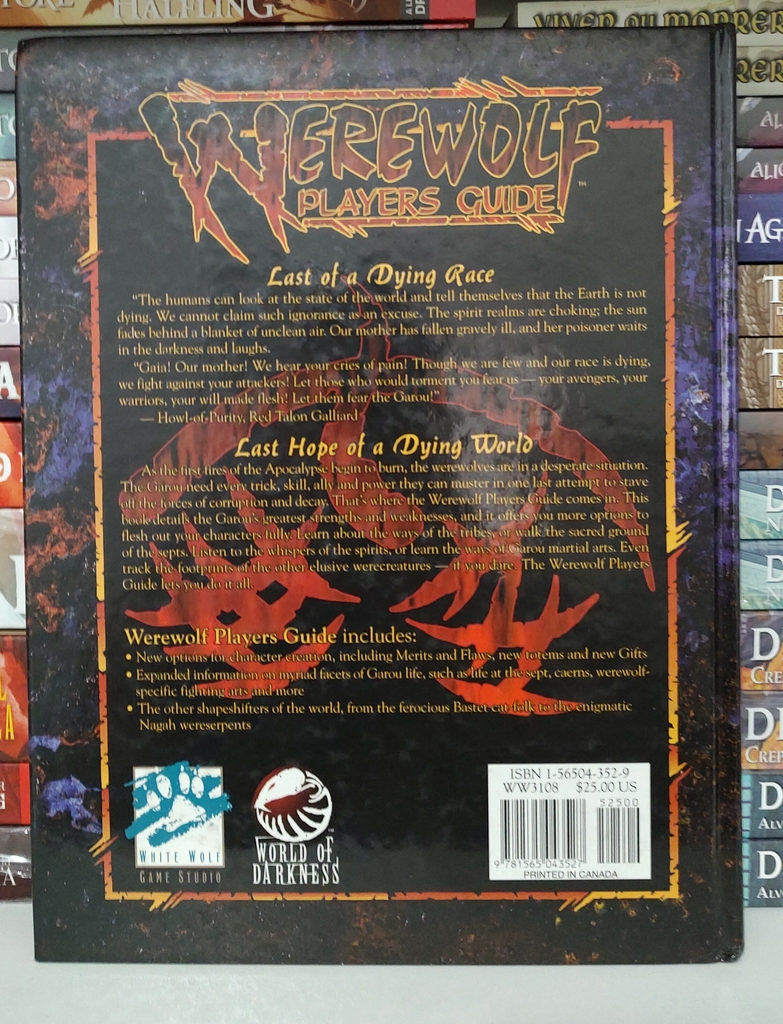 HALFLING
VIVER OU MORRER
WEREWOLF
PLAYERS GUIDE
™
Last of a Dying Race
"The humans can look at the state of the world and tell themselves that the Earth is not
dying. We cannot claim such ignorance as an excuse. The spirit realms are choking; the sun
fades behind a blanket of unclean air. Our mother has fallen gravely ill, and her poisoner waits
in the darkness and laughs.
"Gaia! Our mother! We hear your cries of pain! Though we are few and our race is dying,
we fight against your attackers! Let those who would torment you fear us — your avengers, your
warriors, your will made flesh! Let them fear the Garou!"
— Howl-of-Purity, Red Talon Galliard
Last Hope of a Dying World
As the first fires of the Apocalypse begin to burn, the werewolves are in a desperate situation.
The Garou need every trick, skill, ally and power they can muster in one last attempt to stave
off the forces of corruption and decay. That's where the Werewolf Players Guide comes in. This
book details the Garou's greatest strengths and weaknesses, and it offers you more options to
flesh out your characters fully. Learn about the ways of the tribes, or walk the sacred ground
of the septs. Listen to the whispers of the spirits, or learn the ways of Garou martial arts. Even
track the footprints of the other elusive werecreatures — if you dare. The Werewolf Players
Guide lets you do it all.
Werewolf Players Guide includes:
• New options for character creation, including Merits and Flaws, new totems and new Gifts
• Expanded information on myriad facets of Garou life, such as life at the sept, caerns, werewolf-
specific fighting arts and more
• The other shapeshifters of the world, from the ferocious Bastet cat-folk to the enigmatic
Nagah wereserpents
WHITE WOLF
GAME STUDIO
WORLD OF
DARKNESS
ISBN 1-56504-352-9
WW3108 $25.00 US
52500
9 781565 043527
PRINTED IN CANADA